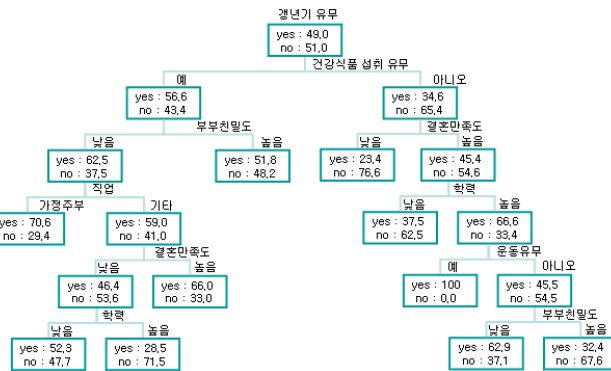 갱년기 유무
yes : 49,0
no : 51,0
건강식품 섭취 유무
예
아니오
yes : 56,6
no : 43,4
yes : 34,6
no : 65,4
부부친밀도
결혼만족도
낮음
높음
낮음
높음
yes : 62,5
no : 37,5
yes : 51,8
no : 48,2
yes : 23,4
no : 76,6
yes : 45,4
no : 54,6
직업
학력
가정주부
기타
낮음
높음
yes : 70,6
no : 29,4
yes : 59,0
no : 41,0
yes : 37,5
no : 62,5
yes : 66,6
no : 33,4
결혼만족도
운동유무
낮음
높음
예
아니오
yes : 46,4
no : 53,6
yes : 66,0
no : 33,0
yes : 100
no : 0,0
yes : 45,5
no : 54,5
학력
부부친밀도
낮음
높음
낮음
높음
yes : 52,3
no : 47,7
yes : 28,5
no : 71,5
yes : 62,9
no : 37,1
yes : 32,4
no : 67,6